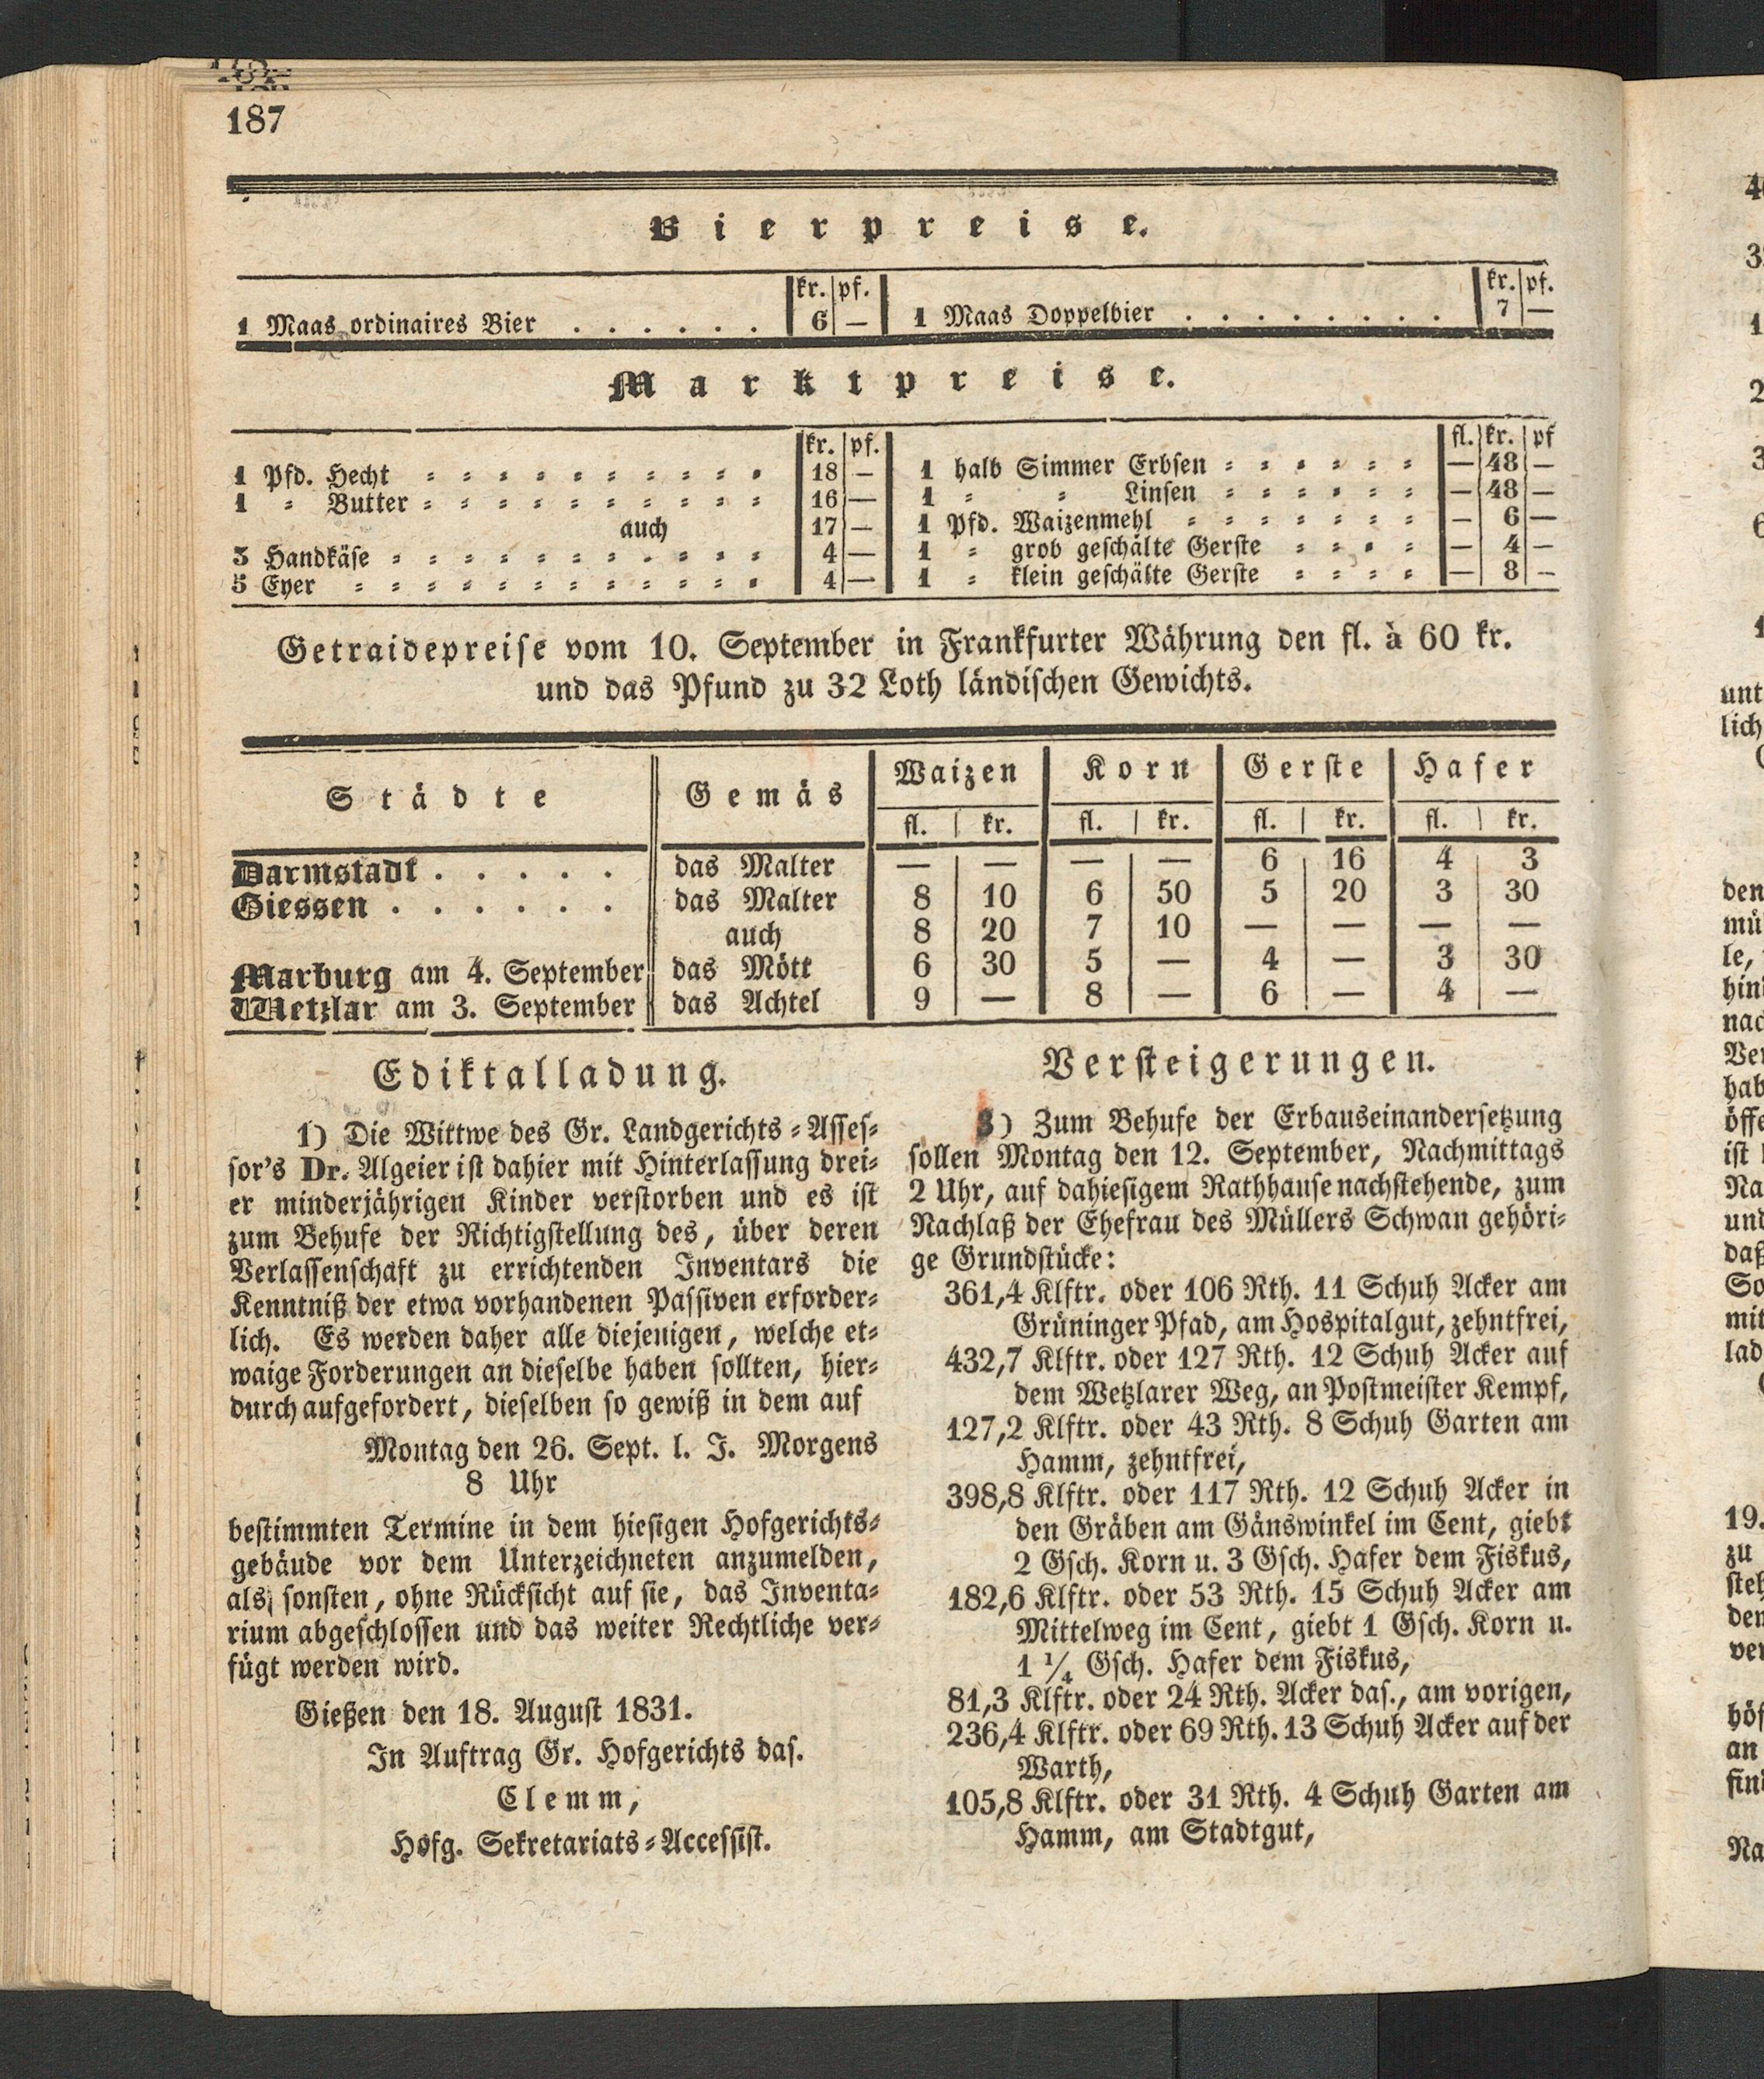 187
Bierpreise.
kr. pf. kr. pf.
1 Maas ordinaires Bier . . . . . . 6 — 1 Maas Doppelbier . . . . . . . . 7 —
Marktpreise.
kr. pf. fl. kr. pf
1 Pfd. Hecht 18 — 1 halb Simmer Erbsen — 48 —
1 = Butter 16 — 1 = = Linsen — 48 —
auch 17 — 1 Pfd. Waizenmehl — 6 —
3 Handkäse 4 — 1 = grob geschälte Gerste — 4 —
5 Eyer 4 — 1 = klein geschälte Gerste — 8 —
Getraidepreise vom 10. September in Frankfurter Währung den fl. à 60 kr.
und das Pfund zu 32 Loth ländischen Gewichts.
Städte Gemäs Waizen Korn Gerste Hafer
fl. kr. fl. kr. fl. kr. fl. kr.
Darmstadt . . . . . das Malter — — — — 6 16 4 3
Giessen . . . . . . das Malter 8 10 6 50 5 20 3 30
auch 8 20 7 10 — — — —
Marburg am 4. September das Mött 6 30 5 — 4 — 3 30
Wetzlar am 3. September das Achtel 9 — 8 — 6 — 4 —
Ediktalladung.
1) Die Wittwe des Gr. Landgerichts=Asses=
sor's Dr. Algeier ist dahier mit Hinterlassung drei=
er minderjährigen Kinder verstorben und es ist
zum Behufe der Richtigstellung des, über deren
Verlassenschaft zu errichtenden Inventars die
Kenntniß der etwa vorhandenen Passiven erforder=
lich. Es werden daher alle diejenigen, welche et=
waige Forderungen an dieselbe haben sollten, hier=
durch aufgefordert, dieselben so gewiß in dem auf
Montag den 26. Sept. l. J. Morgens
8 Uhr
bestimmten Termine in dem hiesigen Hofgerichts=
gebäude vor dem Unterzeichneten anzumelden,
als sonsten, ohne Rücksicht auf sie, das Inventa=
rium abgeschlossen und das weiter Rechtliche ver=
fügt werden wird.
Gießen den 18. August 1831.
In Auftrag Gr. Hofgerichts das.
Clemm,
Hofg. Sekretariats=Accessist.
Versteigerungen.
3) Zum Behufe der Erbauseinandersetzung
sollen Montag den 12. September, Nachmittags
2 Uhr, auf dahiesigem Rathhause nachstehende, zum
Nachlaß der Ehefrau des Müllers Schwan gehöri=
ge Grundstücke:
361,4 Klftr. oder 106 Rth. 11 Schuh Acker am
Grüninger Pfad, am Hospitalgut, zehntfrei,
432,7 Klftr. oder 127 Rth. 12 Schuh Acker auf
dem Wetzlarer Weg, an Postmeister Kempf,
127,2 Klftr. oder 43 Rth. 8 Schuh Garten am
Hamm, zehntfrei,
398,8 Klftr. oder 117 Rth. 12 Schuh Acker in
den Gräben am Gänswinkel im Cent, giebt
2 Gsch. Korn u. 3 Gsch. Hafer dem Fiskus,
182,6 Klftr. oder 53 Rth. 15 Schuh Acker am
Mittelweg im Cent, giebt 1 Gsch. Korn u.
1 1/4 Gsch. Hafer dem Fiskus,
81,3 Klftr. oder 24 Rth. Acker das., am vorigen,
236,4 Klftr. oder 69 Rth. 13 Schuh Acker auf der
Warth,
105,8 Klftr. oder 31 Rth. 4 Schuh Garten am
Hamm, am Stadtgut,